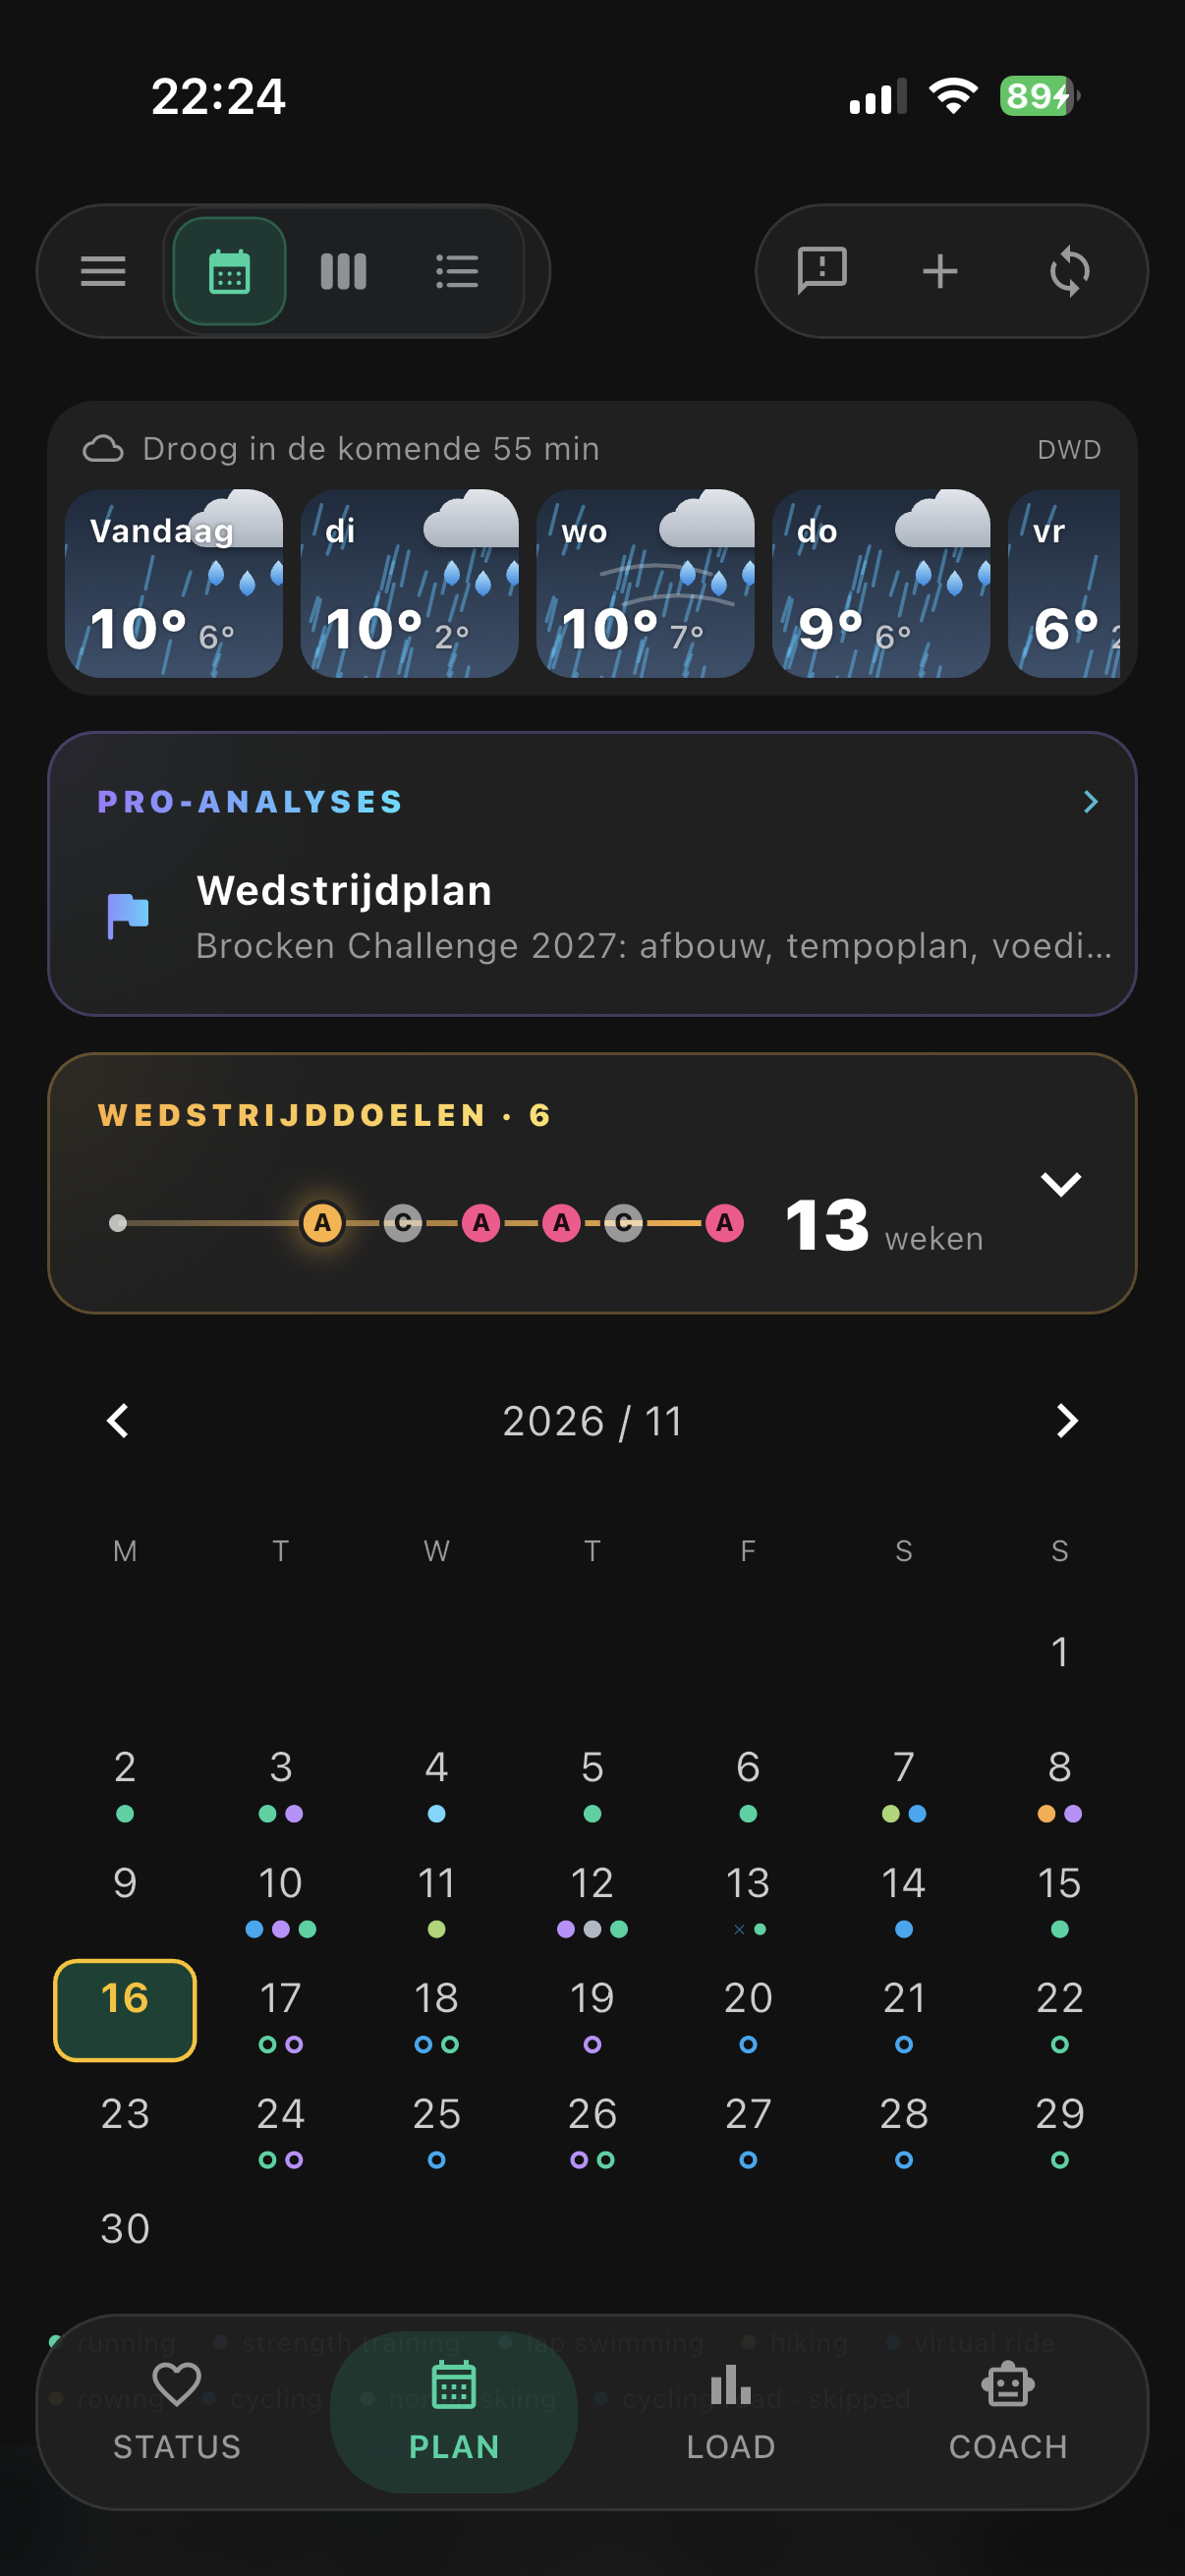 22:24
89
Droog in de komende 55 min
DWD
Vandaag
10° 6°
di
10° 2°
wo
10° 7°
do
9° 6°
vr
6° 2
PRO-ANALYSES
Wedstrijdplan
Brocken Challenge 2027: afbouw, tempoplan, voedi...
WEDSTRIJDDOELEN · 6
A C A A C A
13 weken
2026 / 11
M T W T F S S
1
2 3 4 5 6 7 8
9 10 11 12 13 14 15
16 17 18 19 20 21 22
23 24 25 26 27 28 29
30
running strength training lap swimming hiking virtual ride
rowing cycling skiing cycling · skipped
STATUS
PLAN
LOAD
COACH